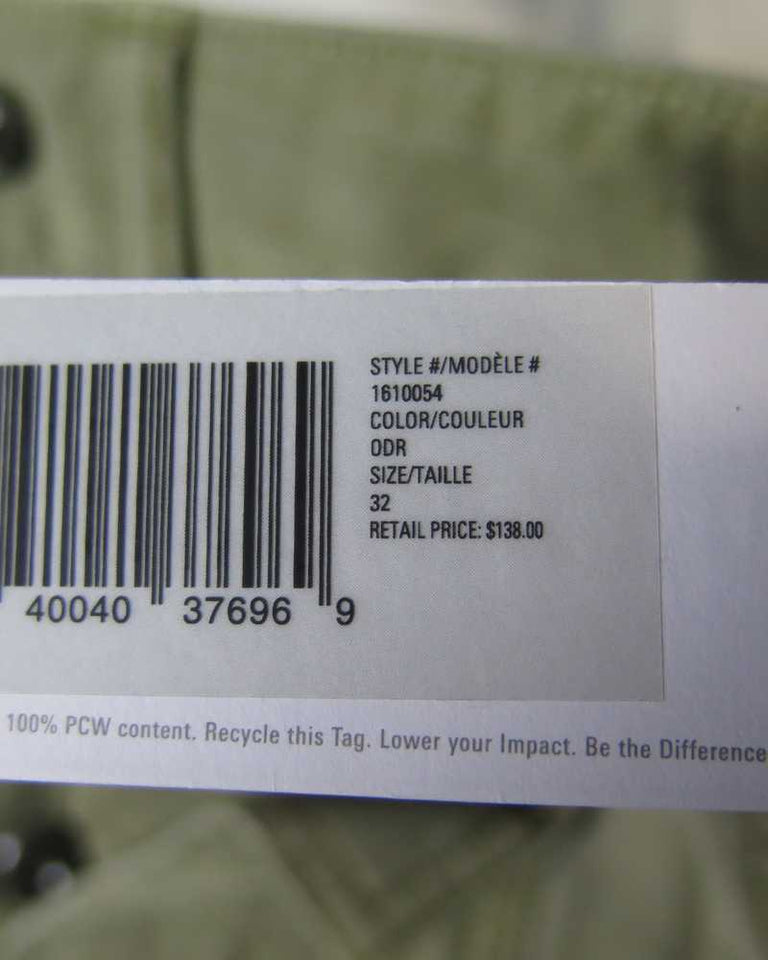 STYLE #/MODÈLE #
1610054
COLOR/COULEUR
ODR
SIZE/TAILLE
32
RETAIL PRICE: $138.00
40040 37696 9
100% PCW content. Recycle this Tag. Lower your Impact. Be the Difference